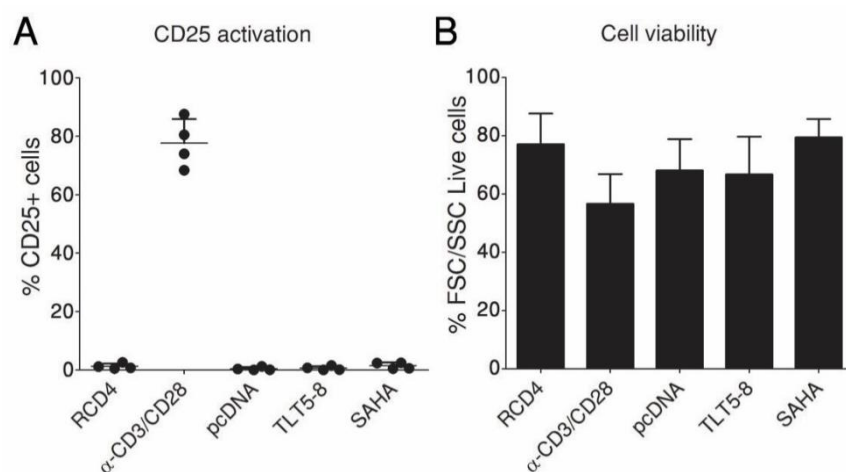 A
CD25 activation
% CD25+ cells
100
80
60
40
20
0
RCD4
α-CD3/CD28
pcDNA
TLT5-8
SAHA
B
Cell viability
% FSC/SSC Live cells
100
80
60
40
20
0
RCD4
α-CD3/CD28
pcDNA
TLT5-8
SAHA